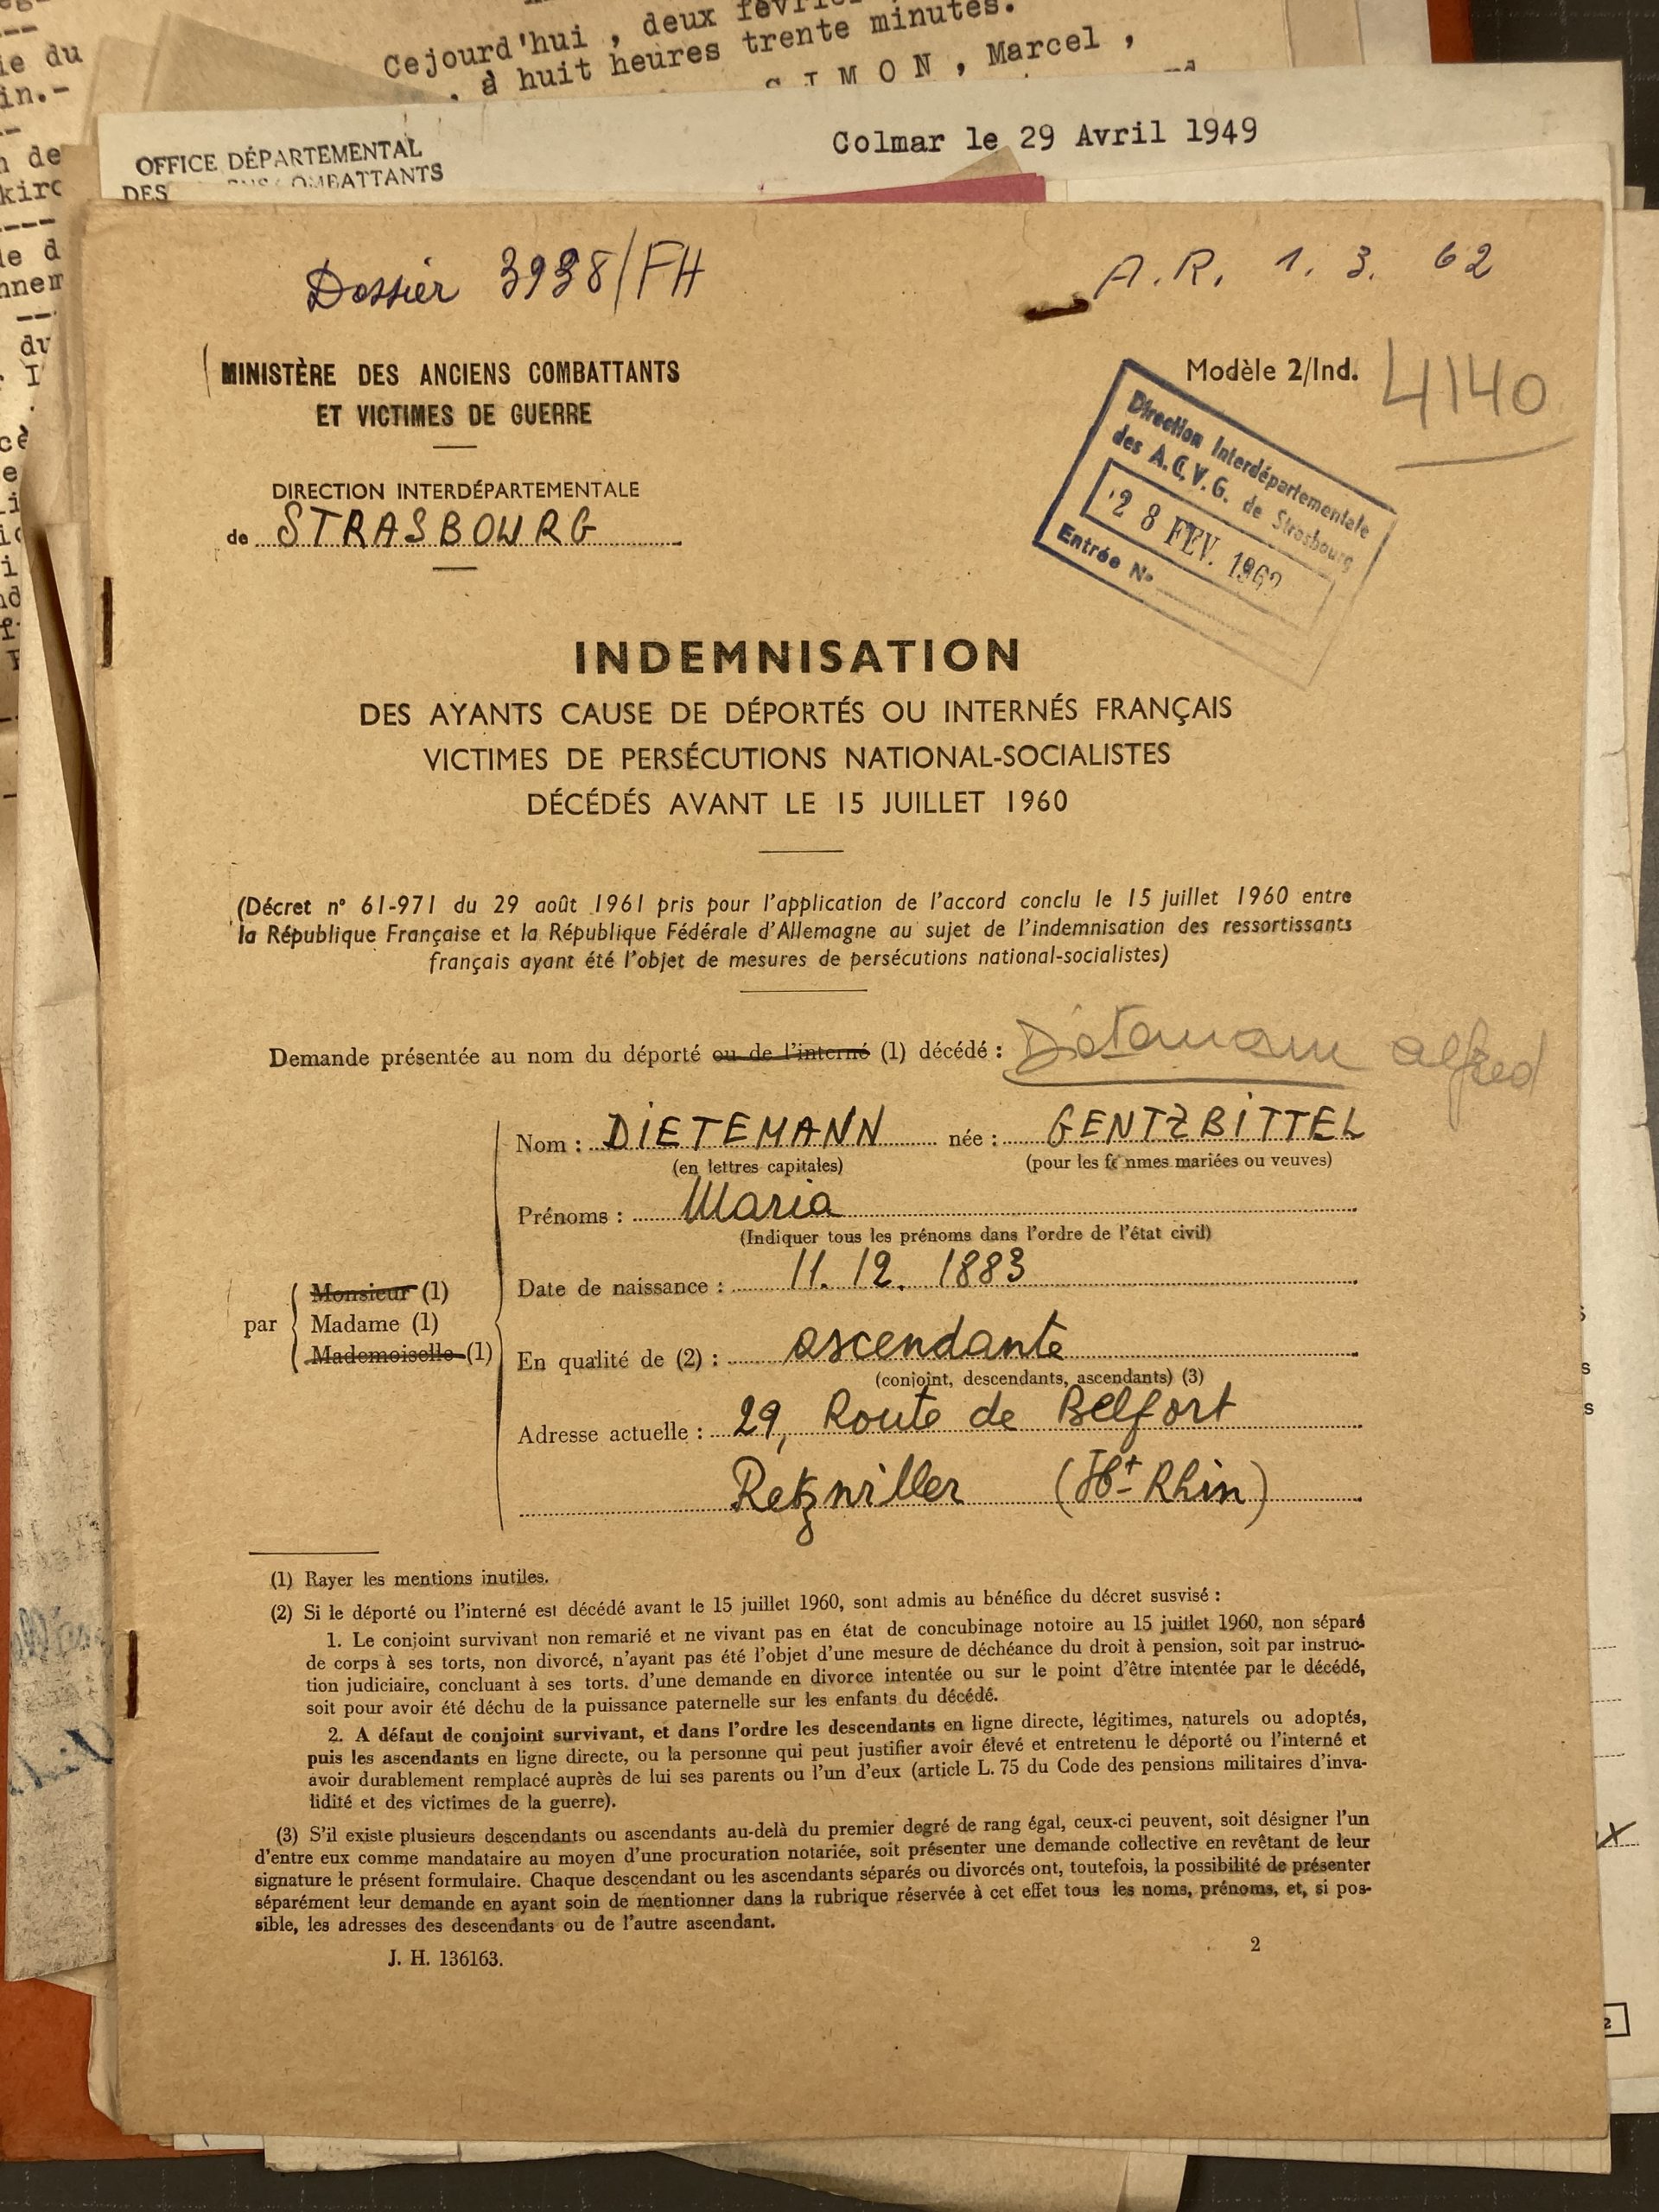 Cejourd'hui , deux
, à huit heures trente minutes.
S I M O N , Marcel ,
ie du
in.-
n de
kirc
Colmar le 29 Avril 1949
OFFICE DÉPARTEMENTAL
DES COMBATTANTS
Dossier 3938/FH
A.R. 1. 3. 62
MINISTÈRE DES ANCIENS COMBATTANTS
ET VICTIMES DE GUERRE
Modèle 2/Ind. 4140
DIRECTION INTERDÉPARTEMENTALE
de STRASBOURG
Direction Interdépartementale
des A.C.V.G. de Strasbourg
28 FEV. 1962
Entrée No
INDEMNISATION
DES AYANTS CAUSE DE DÉPORTÉS OU INTERNÉS FRANÇAIS
VICTIMES DE PERSÉCUTIONS NATIONAL-SOCIALISTES
DÉCÉDÉS AVANT LE 15 JUILLET 1960
(Décret n° 61-971 du 29 août 1961 pris pour l'application de l'accord conclu le 15 juillet 1960 entre
la République Française et la République Fédérale d'Allemagne au sujet de l'indemnisation des ressortissants
français ayant été l'objet de mesures de persécutions national-socialistes)
Demande présentée au nom du déporté ou de l'interné (1) décédé : alfred
Nom : DIETEMANN née : GENTZBITTEL
(en lettres capitales) (pour les femmes mariées ou veuves)
Prénoms : Maria
(Indiquer tous les prénoms dans l'ordre de l'état civil)
Date de naissance : 11. 12. 1883
par
Monsieur (1)
Madame (1)
Mademoiselle (1)
En qualité de (2) : ascendante
(conjoint, descendants, ascendants) (3)
Adresse actuelle : 29, Route de Belfort
Retzwiller (Ht-Rhin)
(1) Rayer les mentions inutiles.
(2) Si le déporté ou l'interné est décédé avant le 15 juillet 1960, sont admis au bénéfice du décret susvisé :
1. Le conjoint survivant non remarié et ne vivant pas en état de concubinage notoire au 15 juillet 1960, non séparé
de corps à ses torts, non divorcé, n'ayant pas été l'objet d'une mesure de déchéance du droit à pension, soit par instruc-
tion judiciaire, concluant à ses torts. d'une demande en divorce intentée ou sur le point d'être intentée par le décédé,
soit pour avoir été déchu de la puissance paternelle sur les enfants du décédé.
2. A défaut de conjoint survivant, et dans l'ordre les descendants en ligne directe, légitimes, naturels ou adoptés,
puis les ascendants en ligne directe, ou la personne qui peut justifier avoir élevé et entretenu le déporté ou l'interné et
avoir durablement remplacé auprès de lui ses parents ou l'un d'eux (article L. 75 du Code des pensions militaires d'inva-
lidité et des victimes de la guerre).
(3) S'il existe plusieurs descendants ou ascendants au-delà du premier degré de rang égal, ceux-ci peuvent, soit désigner l'un
d'entre eux comme mandataire au moyen d'une procuration notariée, soit présenter une demande collective en revêtant de leur
signature le présent formulaire. Chaque descendant ou les ascendants séparés ou divorcés ont, toutefois, la possibilité de présenter
séparément leur demande en ayant soin de mentionner dans la rubrique réservée à cet effet tous les noms, prénoms, et, si pos-
sible, les adresses des descendants ou de l'autre ascendant.
J. H. 136163.
2